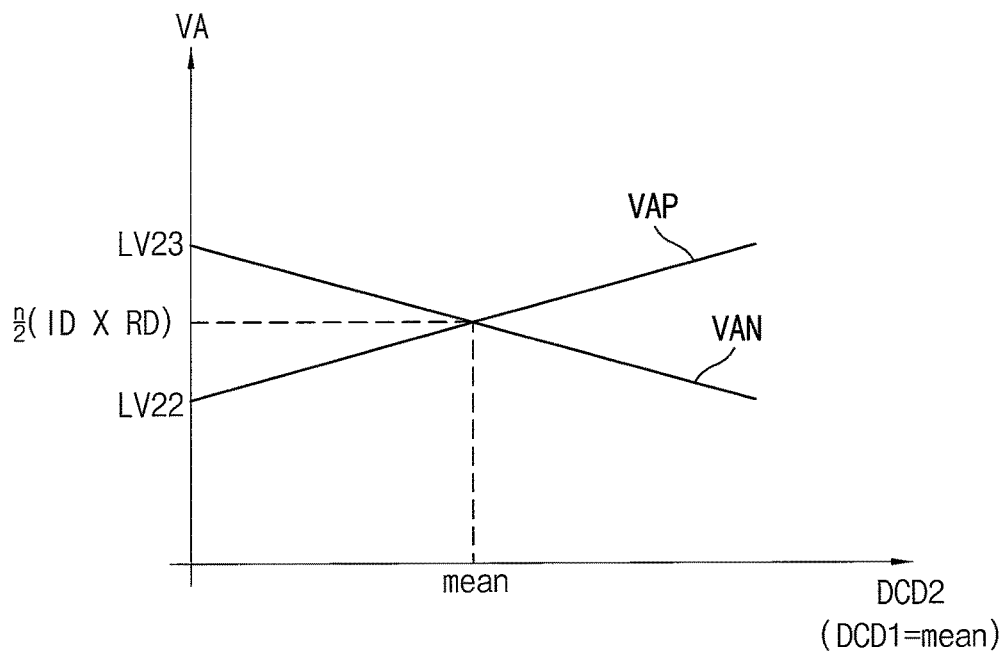 VA
VAP
LV23
n/2(ID X RD)
VAN
LV22
mean
DCD2
(DCD1=mean)